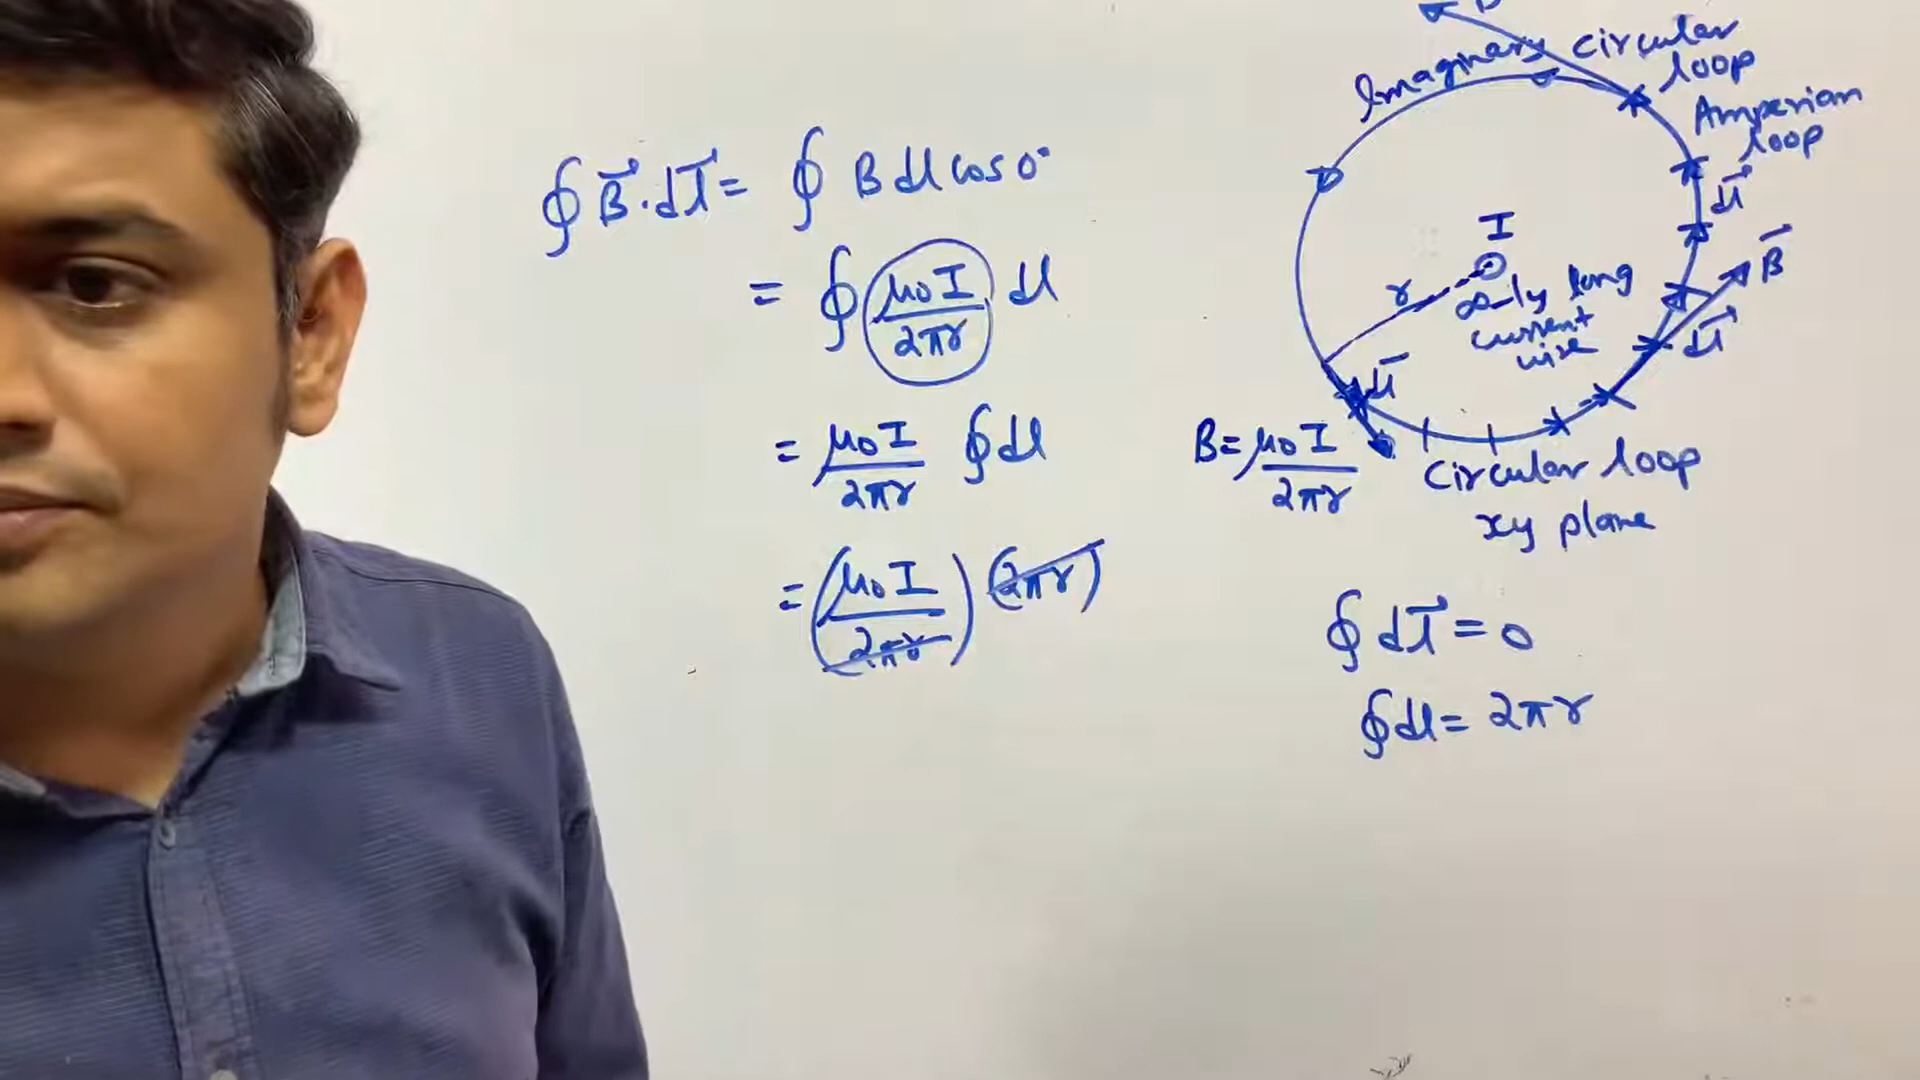 ∮ B⃗·dl⃗ = ∮ B dl cos 0°
= ∮ μ₀I/2πr dl
= μ₀I/2πr ∮ dl
= (μ₀I/2πr) (2πr)
Imaginary circular
loop
Amperian
loop
dl⃗
I
B⃗
r
∞-ly long
current
wire
dl⃗
dl⃗
B = μ₀I/2πr
Circular loop
xy plane
∮ dl⃗ = 0
∮ dl = 2πr